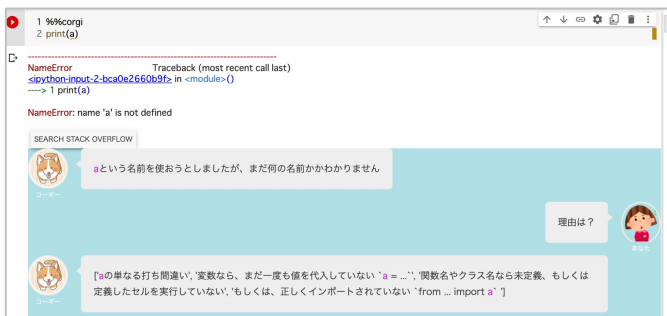 1 %%corgi
2 print(a)
---------------------------------------------------------------------------
NameError Traceback (most recent call last)
<ipython-input-2-bca0e2660b9f> in <module>()
----> 1 print(a)
NameError: name 'a' is not defined
SEARCH STACK OVERFLOW
aという名前を使おうとしましたが、まだ何の名前かかわかりません
コーギー
理由は？
あなた
['aの単なる打ち間違い', '変数なら、まだ一度も値を代入していない `a = ...`', '関数名やクラス名なら未定義、もしくは
定義したセルを実行していない', 'もしくは、正しくインポートされていない `from ... import a` ']
コーギー